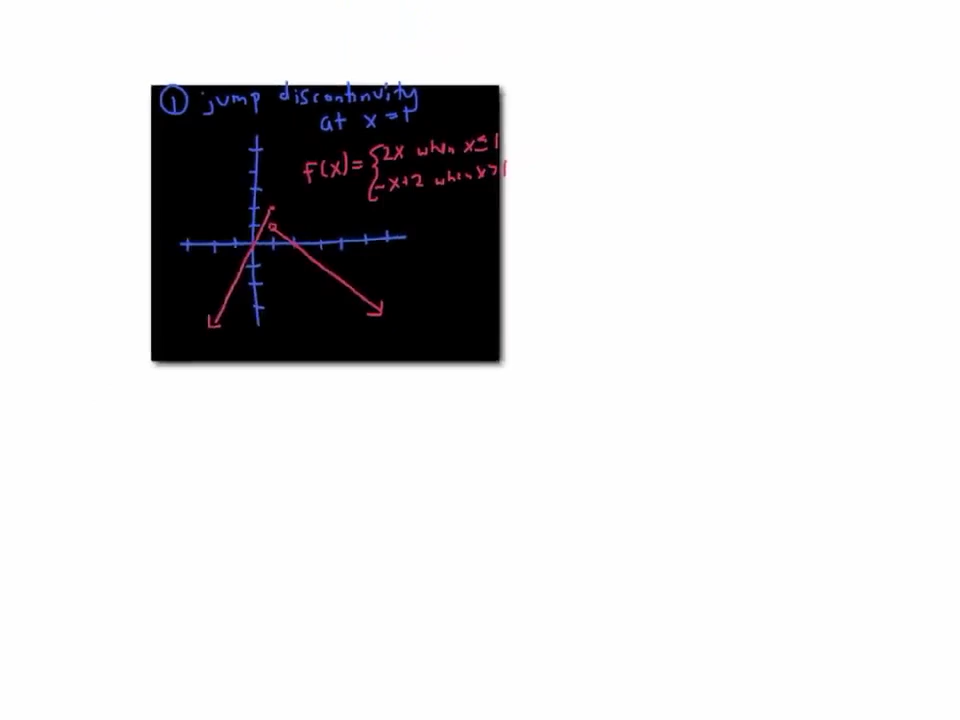 ① jump discontinuity
at x = 1
f(x) = { 2x when x ≤ 1
-x+2 when x > 1